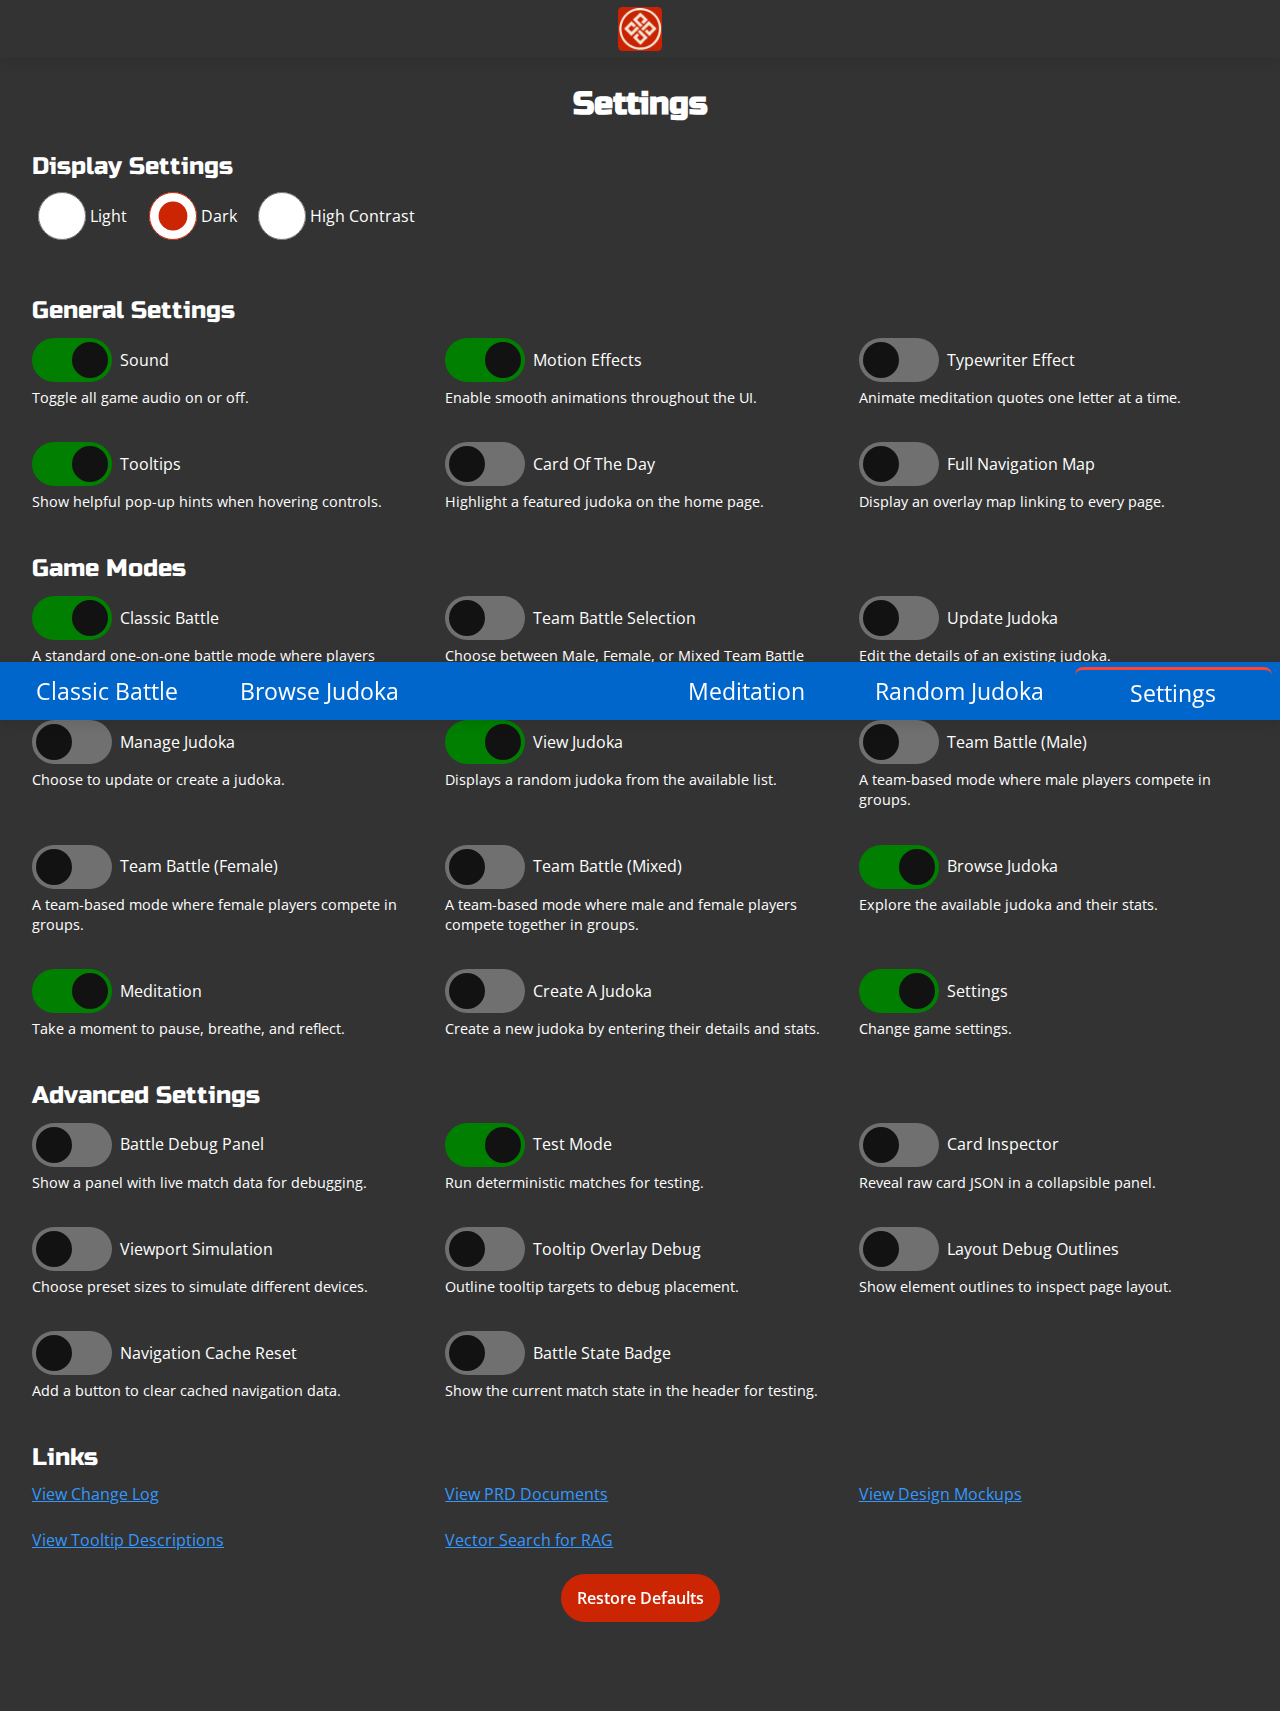 Settings
Display Settings
Light Dark High Contrast
General Settings
Sound Motion Effects Typewriter Effect
Toggle all game audio on or off. Enable smooth animations throughout the UI. Animate meditation quotes one letter at a time.
Tooltips Card Of The Day Full Navigation Map
Show helpful pop-up hints when hovering controls. Highlight a featured judoka on the home page. Display an overlay map linking to every page.
Game Modes
Classic Battle Team Battle Selection Update Judoka
A standard one-on-one battle mode where players Choose between Male, Female, or Mixed Team Battle Edit the details of an existing judoka.
Classic Battle Browse Judoka Meditation Random Judoka Settings
Manage Judoka View Judoka Team Battle (Male)
Choose to update or create a judoka. Displays a random judoka from the available list. A team-based mode where male players compete in
groups.
Team Battle (Female) Team Battle (Mixed) Browse Judoka
A team-based mode where female players compete in A team-based mode where male and female players Explore the available judoka and their stats.
groups. compete together in groups.
Meditation Create A Judoka Settings
Take a moment to pause, breathe, and reflect. Create a new judoka by entering their details and stats. Change game settings.
Advanced Settings
Battle Debug Panel Test Mode Card Inspector
Show a panel with live match data for debugging. Run deterministic matches for testing. Reveal raw card JSON in a collapsible panel.
Viewport Simulation Tooltip Overlay Debug Layout Debug Outlines
Choose preset sizes to simulate different devices. Outline tooltip targets to debug placement. Show element outlines to inspect page layout.
Navigation Cache Reset Battle State Badge
Add a button to clear cached navigation data. Show the current match state in the header for testing.
Links
View Change Log View PRD Documents View Design Mockups
View Tooltip Descriptions Vector Search for RAG
Restore Defaults